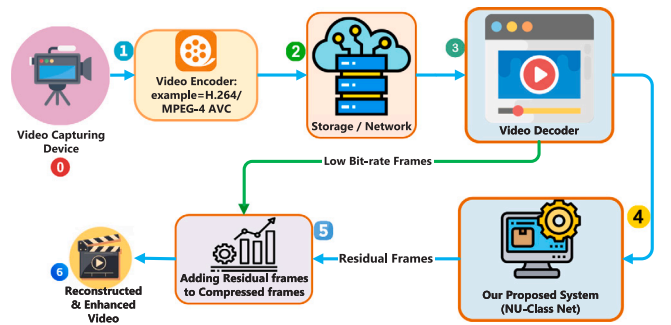 0
Video Capturing
Device
1
Video Encoder:
example=H.264/
MPEG-4 AVC
2
Storage / Network
3
Video Decoder
Low Bit-rate Frames
4
Our Proposed System
(NU-Class Net)
Residual Frames
5
Adding Residual frames
to Compressed frames
6
Reconstructed
& Enhanced
Video